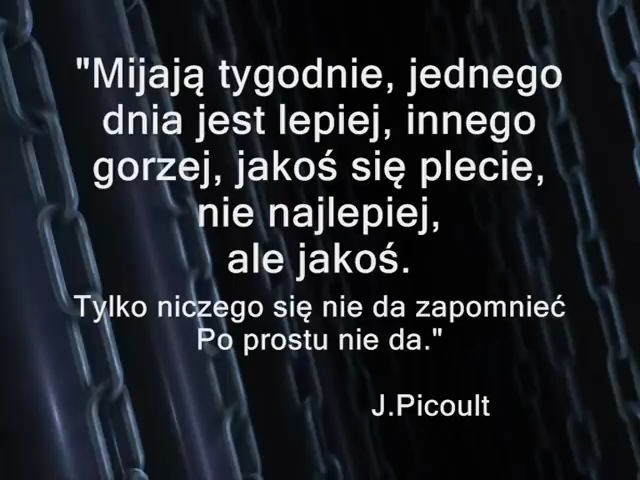 "Mijają tygodnie, jednego
dnia jest lepiej, innego
gorzej, jakoś się plecie,
nie najlepiej,
ale jakoś.
Tylko niczego się nie da zapomnieć
Po prostu nie da."
J.Picoult